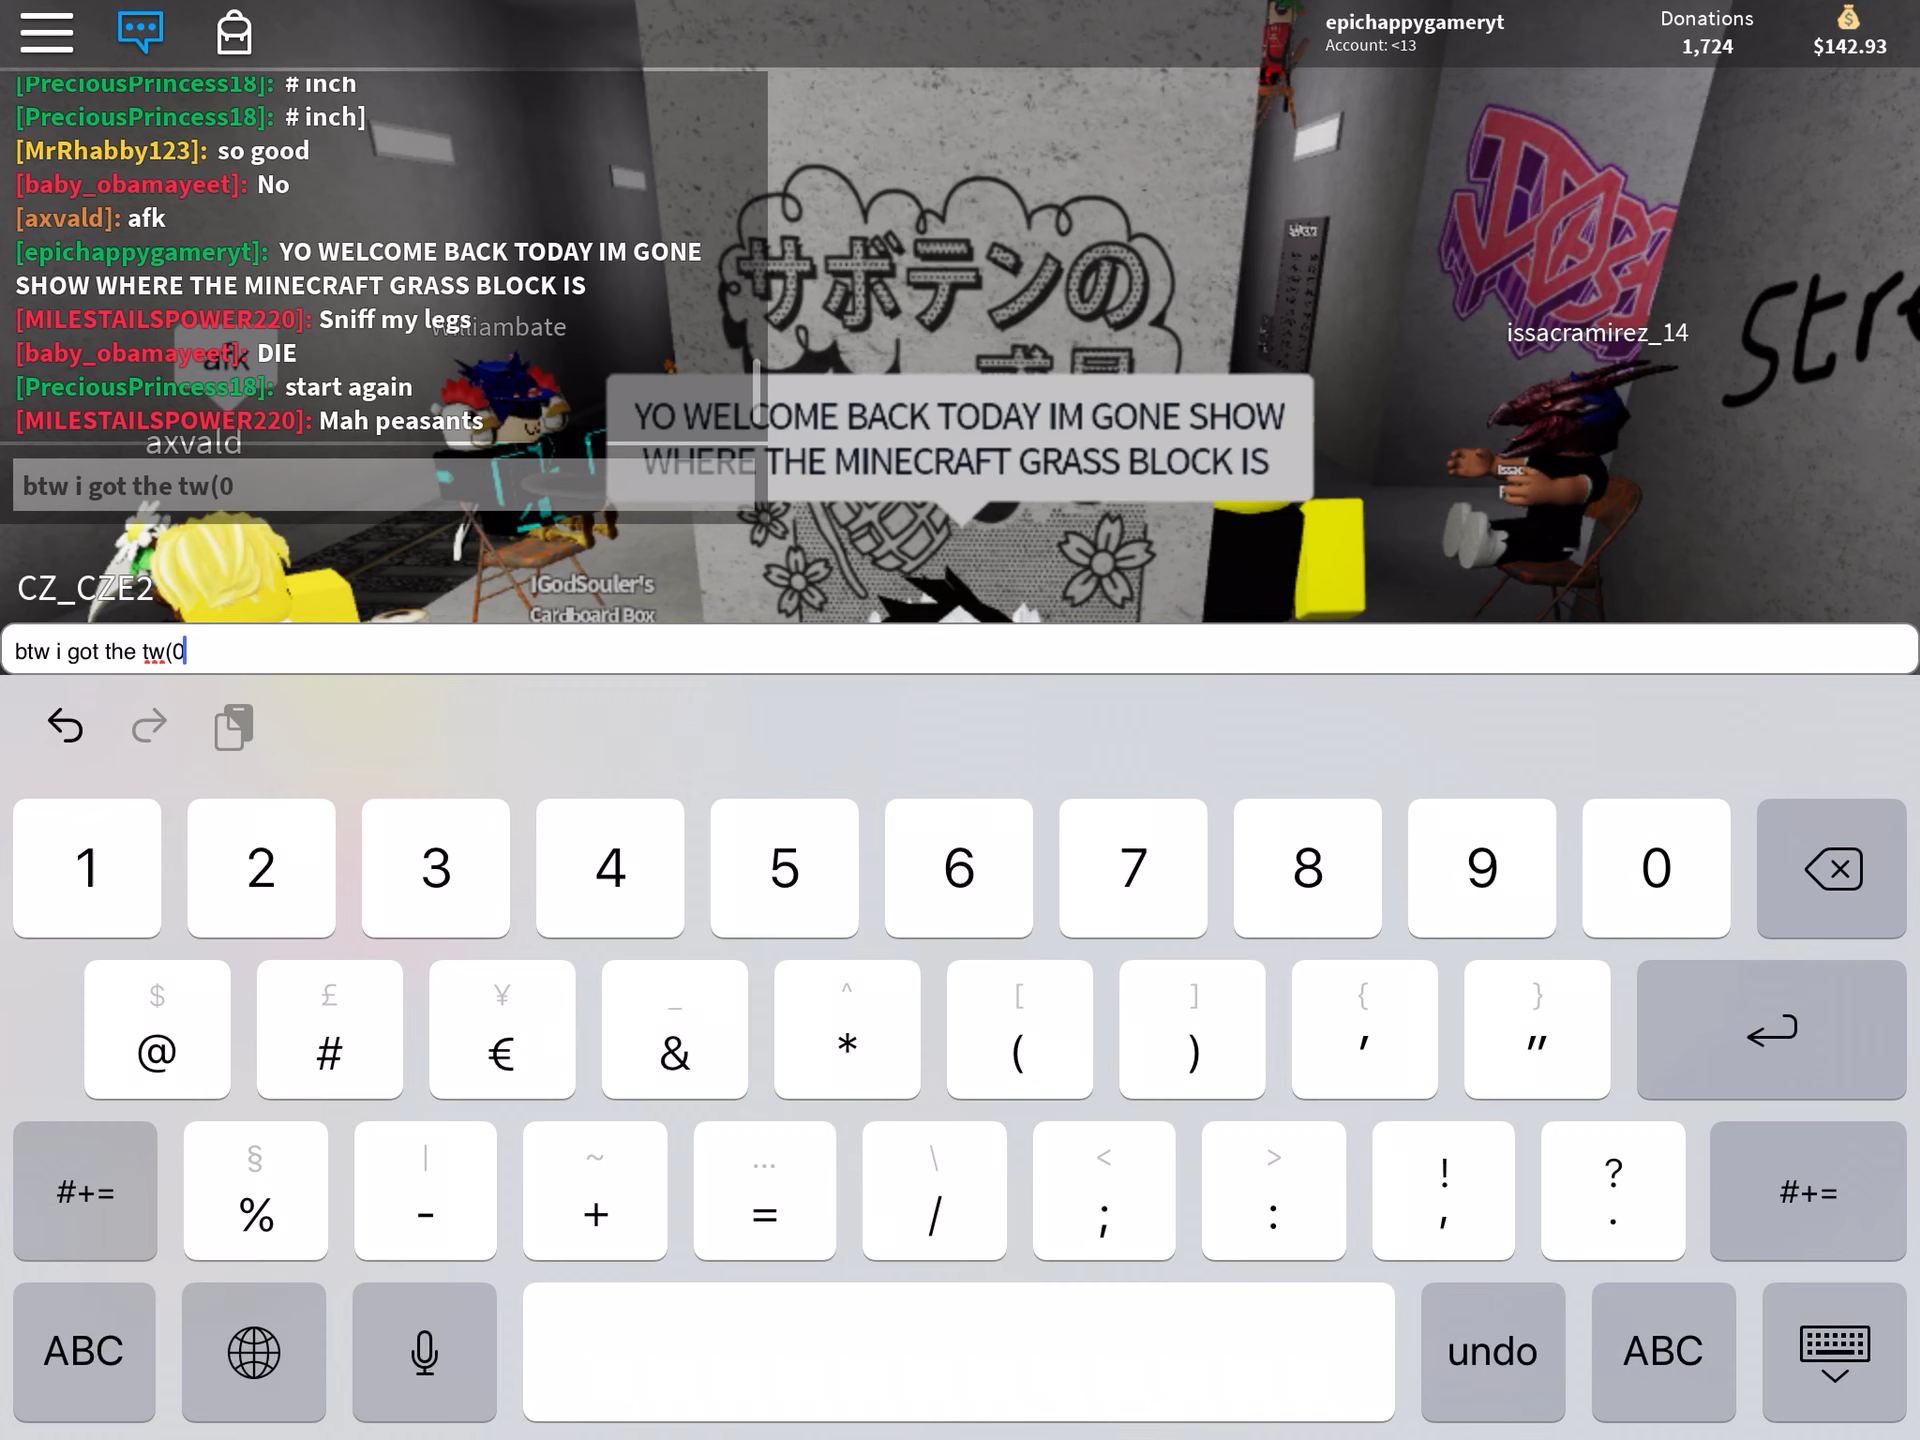 epichappygameryt
Account: <13
Donations
1,724
$142.93
[PreciousPrincess18]: # inch
[PreciousPrincess18]: # inch]
[MrRhabby123]: so good
[baby_obamayeet]: No
[axvald]: afk
[epichappygameryt]: YO WELCOME BACK TODAY IM GONE
SHOW WHERE THE MINECRAFT GRASS BLOCK IS
[MILESTAILSPOWER220]: Sniff my legs
[baby_obamayeet]: DIE
[PreciousPrincess18]: start again
[MILESTAILSPOWER220]: Mah peasants
btw i got the tw(0
afk
axvald
CZ_CZE2
IGodSouler's
Cardboard Box
サボテンの
YO WELCOME BACK TODAY IM GONE SHOW
WHERE THE MINECRAFT GRASS BLOCK IS
issacramirez_14
btw i got the tw(0
1 2 3 4 5 6 7 8 9 0
$ £ ¥ _ ^ [ ] { }
@ # € & * ( ) ' "
§ | ~ … \ < > ! ?
#+= % - + = / ; : , . #+=
ABC undo ABC